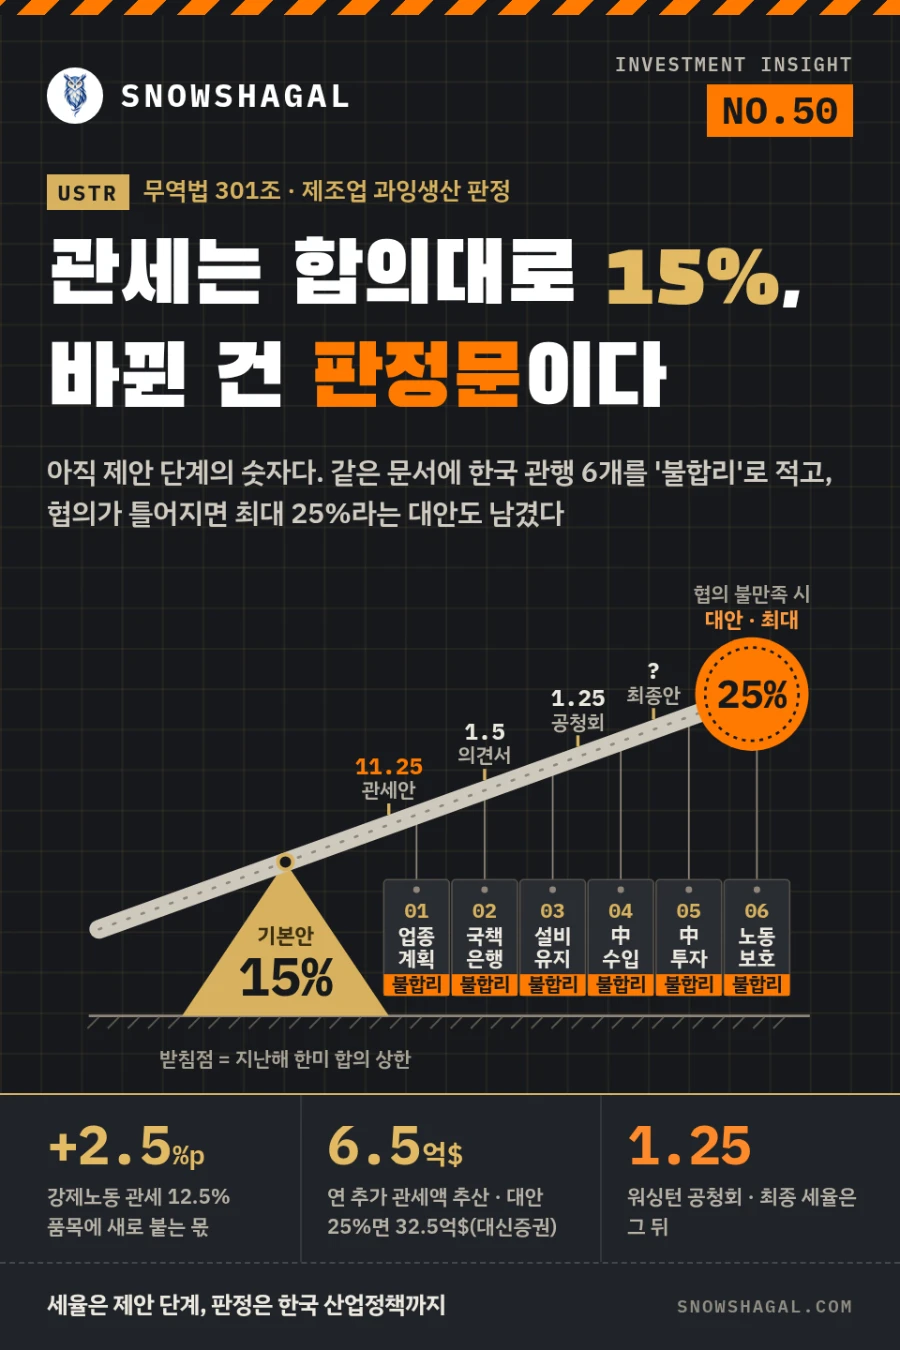 SNOWSHAGAL
INVESTMENT INSIGHT
NO.50
USTR 무역법 301조 · 제조업 과잉생산 판정
관세는 합의대로 15%,
바뀐 건 판정문이다
아직 제안 단계의 숫자다. 같은 문서에 한국 관행 6개를 '불합리'로 적고,
협의가 틀어지면 최대 25%라는 대안도 남겼다
협의 불만족 시
대안 · 최대
25%
?
최종안
1.25
공청회
1.5
의견서
11.25
관세안
기본안
15%
01
업종
계획
불합리
02
국책
은행
불합리
03
설비
유지
불합리
04
中
수입
불합리
05
中
투자
불합리
06
노동
보호
불합리
받침점 = 지난해 한미 합의 상한
+2.5%p
강제노동 관세 12.5%
품목에 새로 붙는 몫
6.5억$
연 추가 관세액 추산 · 대안
25%면 32.5억$(대신증권)
1.25
워싱턴 공청회 · 최종 세율은
그 뒤
세율은 제안 단계, 판정은 한국 산업정책까지
SNOWSHAGAL.COM